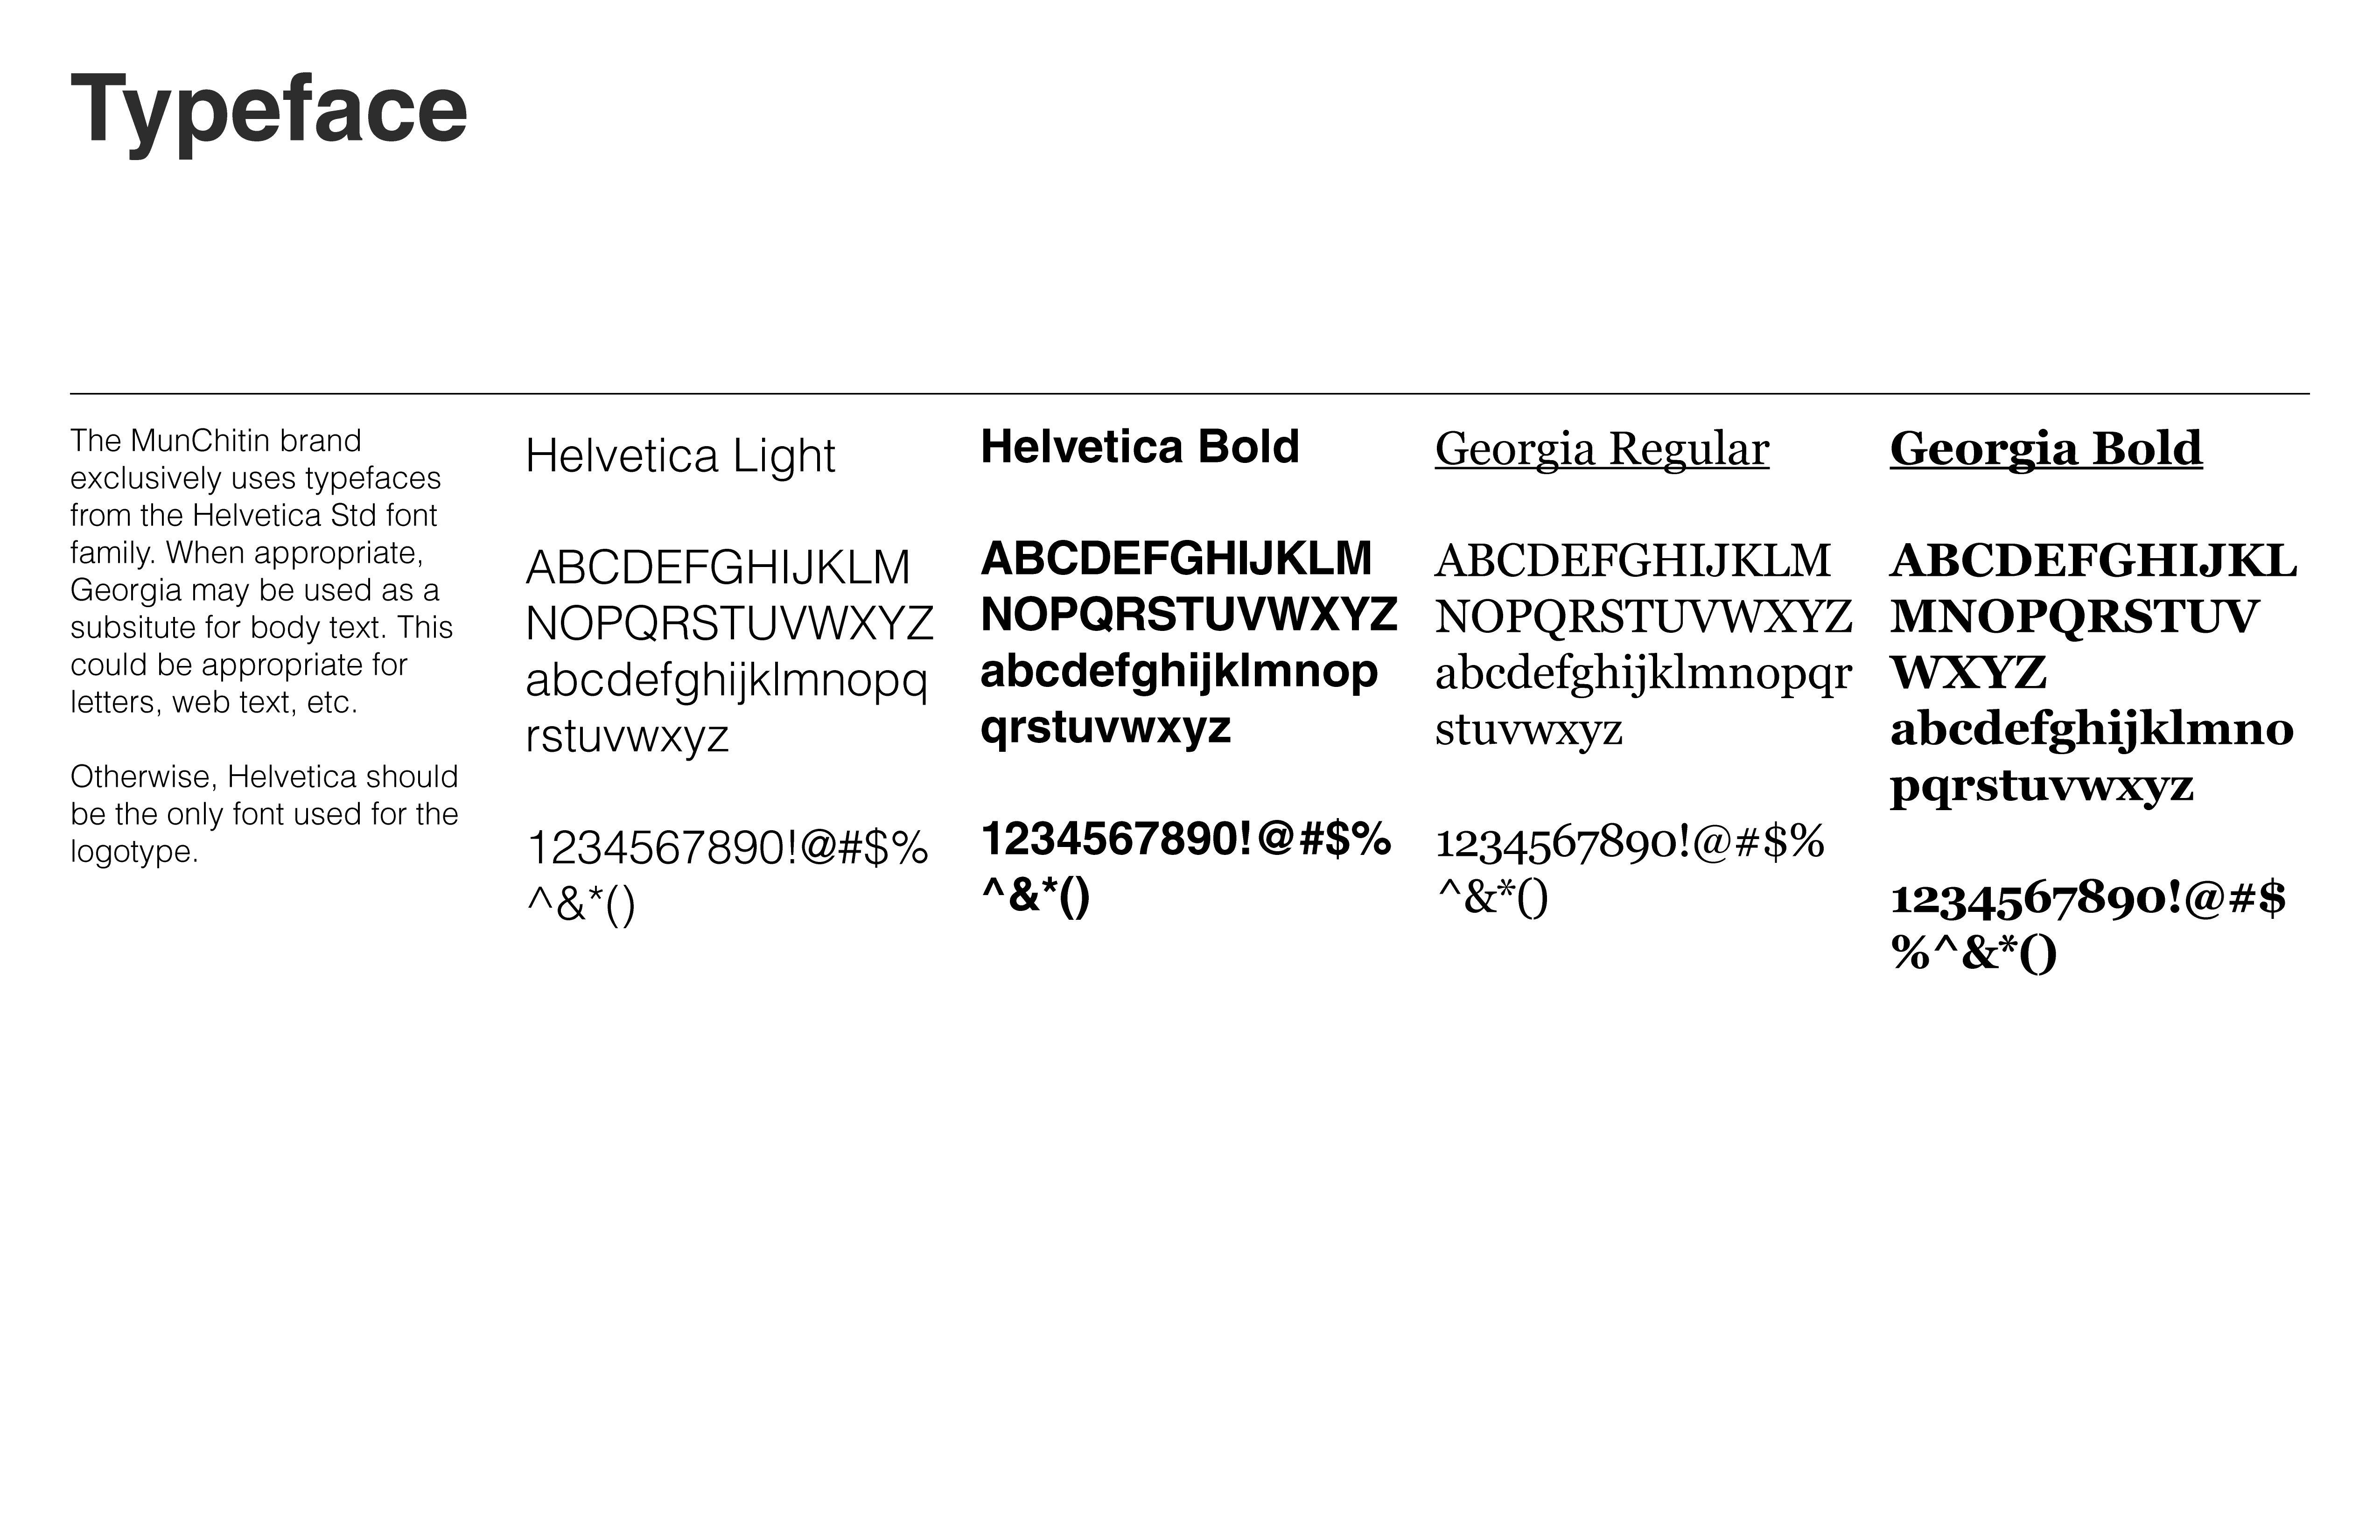 Typeface
The MunChitin brand
exclusively uses typefaces
from the Helvetica Std font
family. When appropriate,
Georgia may be used as a
subsitute for body text. This
could be appropriate for
letters, web text, etc.
Otherwise, Helvetica should
be the only font used for the
logotype.
Helvetica Light
ABCDEFGHIJKLM
NOPQRSTUVWXYZ
abcdefghijklmnopq
rstuvwxyz
1234567890!@#$%
^&*()
Helvetica Bold
ABCDEFGHIJKLM
NOPQRSTUVWXYZ
abcdefghijklmnop
qrstuvwxyz
1234567890!@#$%
^&*()
Georgia Regular
ABCDEFGHIJKLM
NOPQRSTUVWXYZ
abcdefghijklmnopqr
stuvwxyz
1234567890!@#$%
^&*()
Georgia Bold
ABCDEFGHIJKL
MNOPQRSTUV
WXYZ
abcdefghijklmno
pqrstuvwxyz
1234567890!@#$
%^&*()